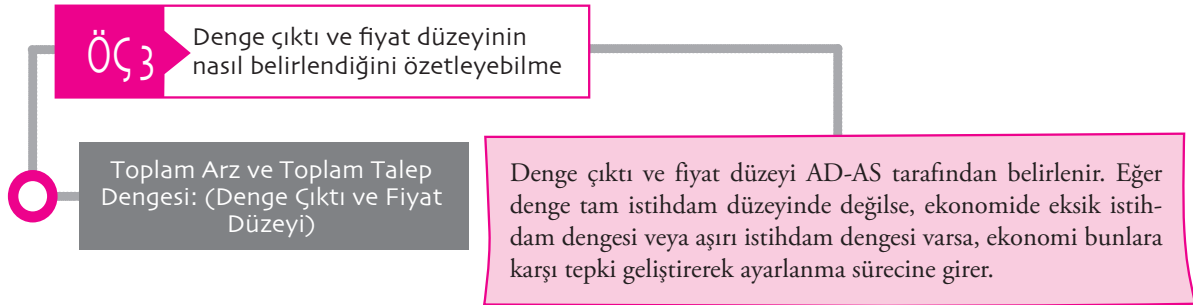 ÖÇ 3
Denge çıktı ve fiyat düzeyinin
nasıl belirlendiğini özetleyebilme
Toplam Arz ve Toplam Talep
Dengesi: (Denge Çıktı ve Fiyat
Düzeyi)
Denge çıktı ve fiyat düzeyi AD-AS tarafından belirlenir. Eğer
denge tam istihdam düzeyinde değilse, ekonomide eksik istih-
dam dengesi veya aşırı istihdam dengesi varsa, ekonomi bunlara
karşı tepki geliştirerek ayarlanma sürecine girer.